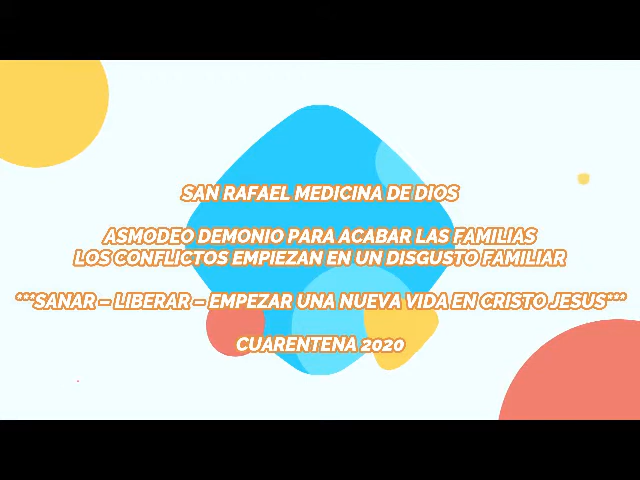 SAN RAFAEL MEDICINA DE DIOS
ASMODEO DEMONIO PARA ACABAR LAS FAMILIAS
LOS CONFLICTOS EMPIEZAN EN UN DISGUSTO FAMILIAR
***SANAR – LIBERAR – EMPEZAR UNA NUEVA VIDA EN CRISTO JESUS***
CUARENTENA 2020